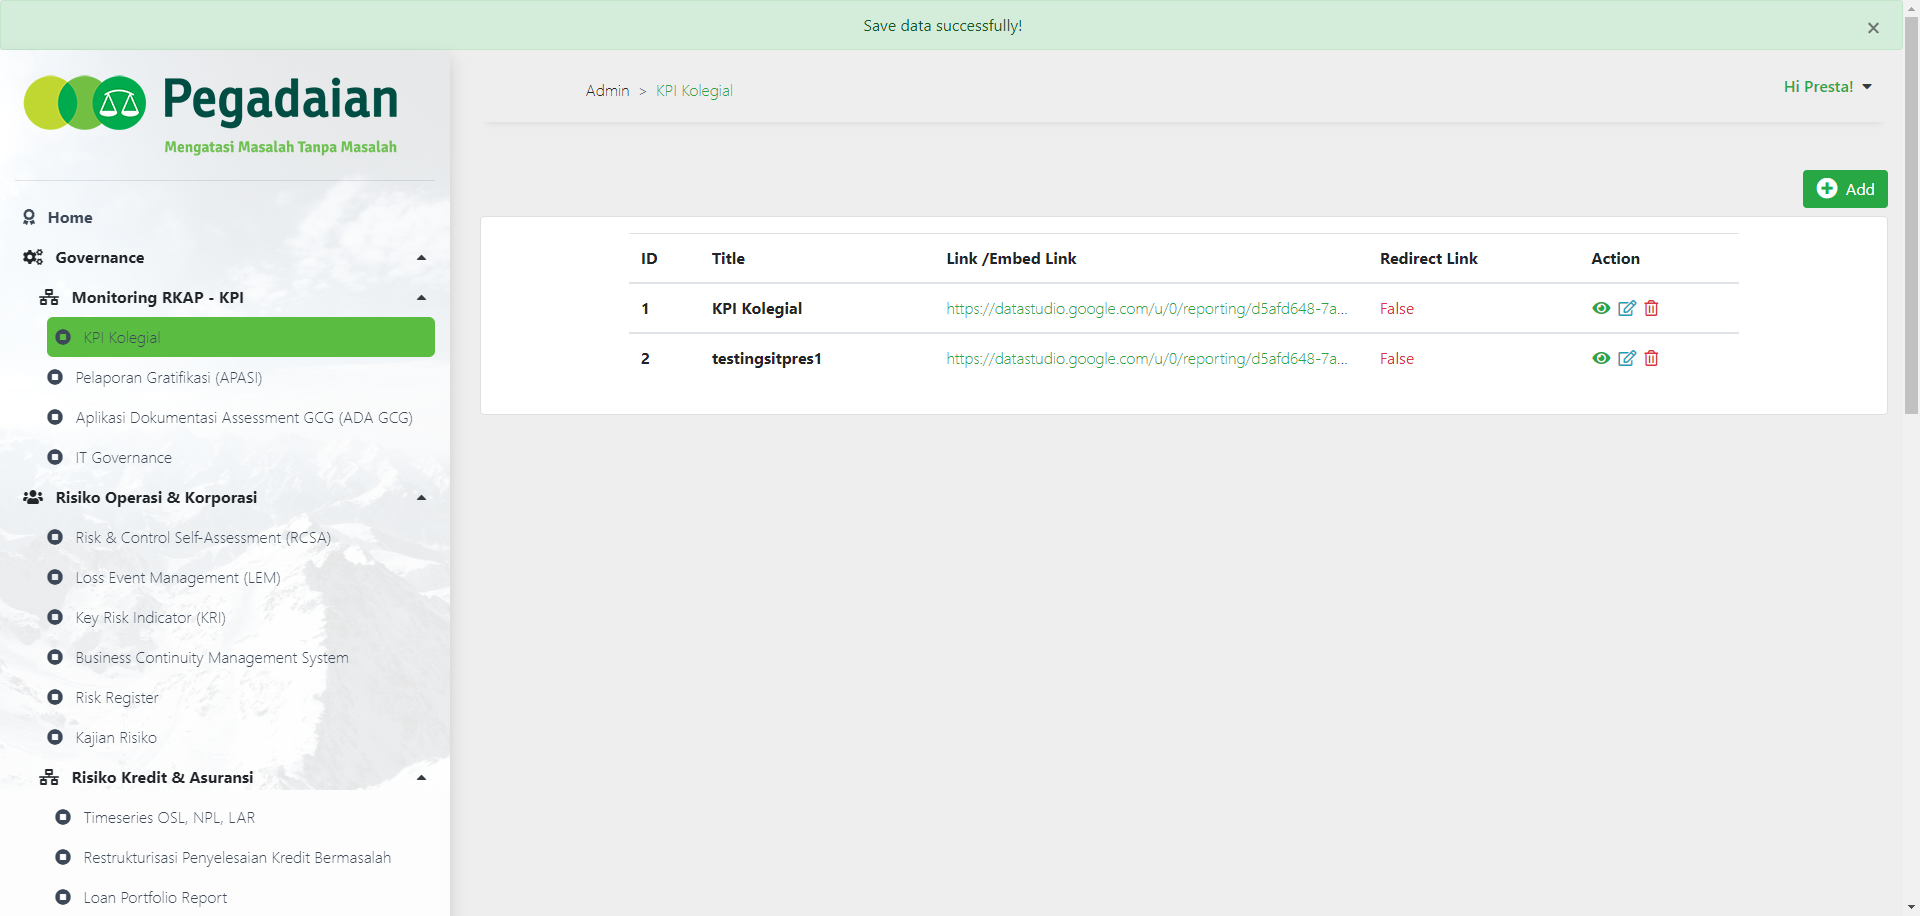 Save data successfully!
×
Pegadaian
Mengatasi Masalah Tanpa Masalah
Admin > KPI Kolegial
Hi Presta!
Home
Governance
Monitoring RKAP - KPI
KPI Kolegial
Pelaporan Gratifikasi (APASI)
Aplikasi Dokumentasi Assessment GCG (ADA GCG)
IT Governance
Risiko Operasi & Korporasi
Risk & Control Self-Assessment (RCSA)
Loss Event Management (LEM)
Key Risk Indicator (KRI)
Business Continuity Management System
Risk Register
Kajian Risiko
Risiko Kredit & Asuransi
Timeseries OSL, NPL, LAR
Restrukturisasi Penyelesaian Kredit Bermasalah
Loan Portfolio Report
Add
ID Title Link /Embed Link Redirect Link Action
1 KPI Kolegial https://datastudio.google.com/u/0/reporting/d5afd648-7a... False
2 testingsitpres1 https://datastudio.google.com/u/0/reporting/d5afd648-7a... False